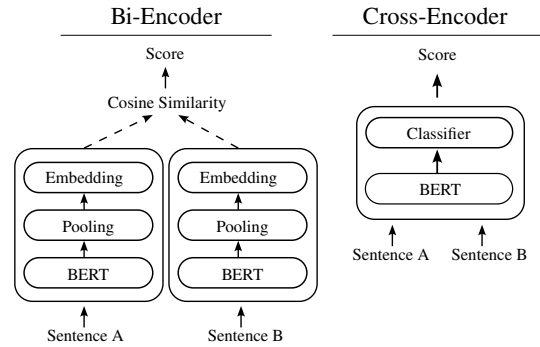 Bi-Encoder
Score
Cosine Similarity
Embedding
Pooling
BERT
Sentence A
Embedding
Pooling
BERT
Sentence B
Cross-Encoder
Score
Classifier
BERT
Sentence A
Sentence B